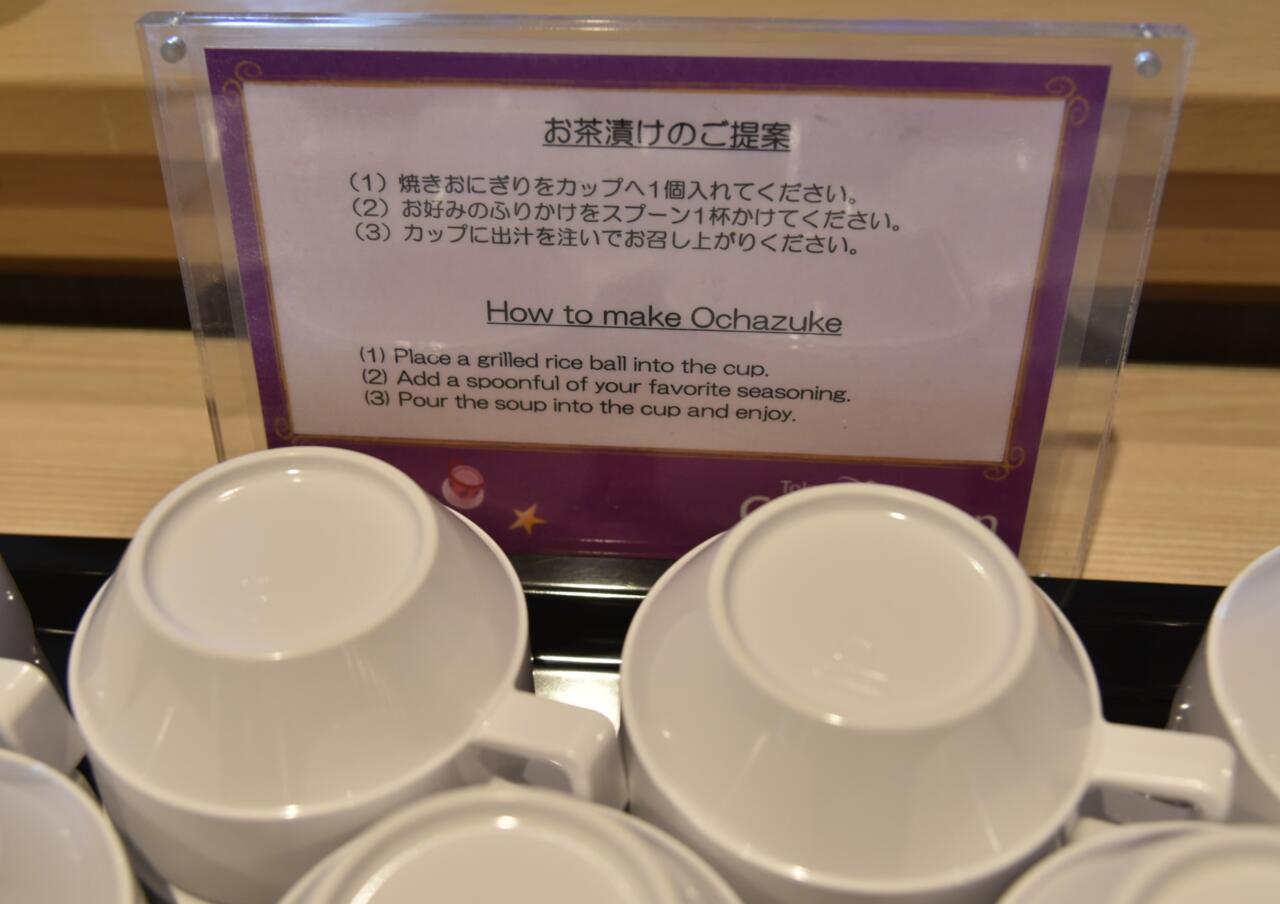 お茶漬けのご提案
（1）焼きおにぎりをカップへ1個入れてください。
（2）お好みのふりかけをスプーン1杯かけてください。
（3）カップに出汁を注いでお召し上がりください。
How to make Ochazuke
(1) Place a grilled rice ball into the cup.
(2) Add a spoonful of your favorite seasoning.
(3) Pour the soup into the cup and enjoy.